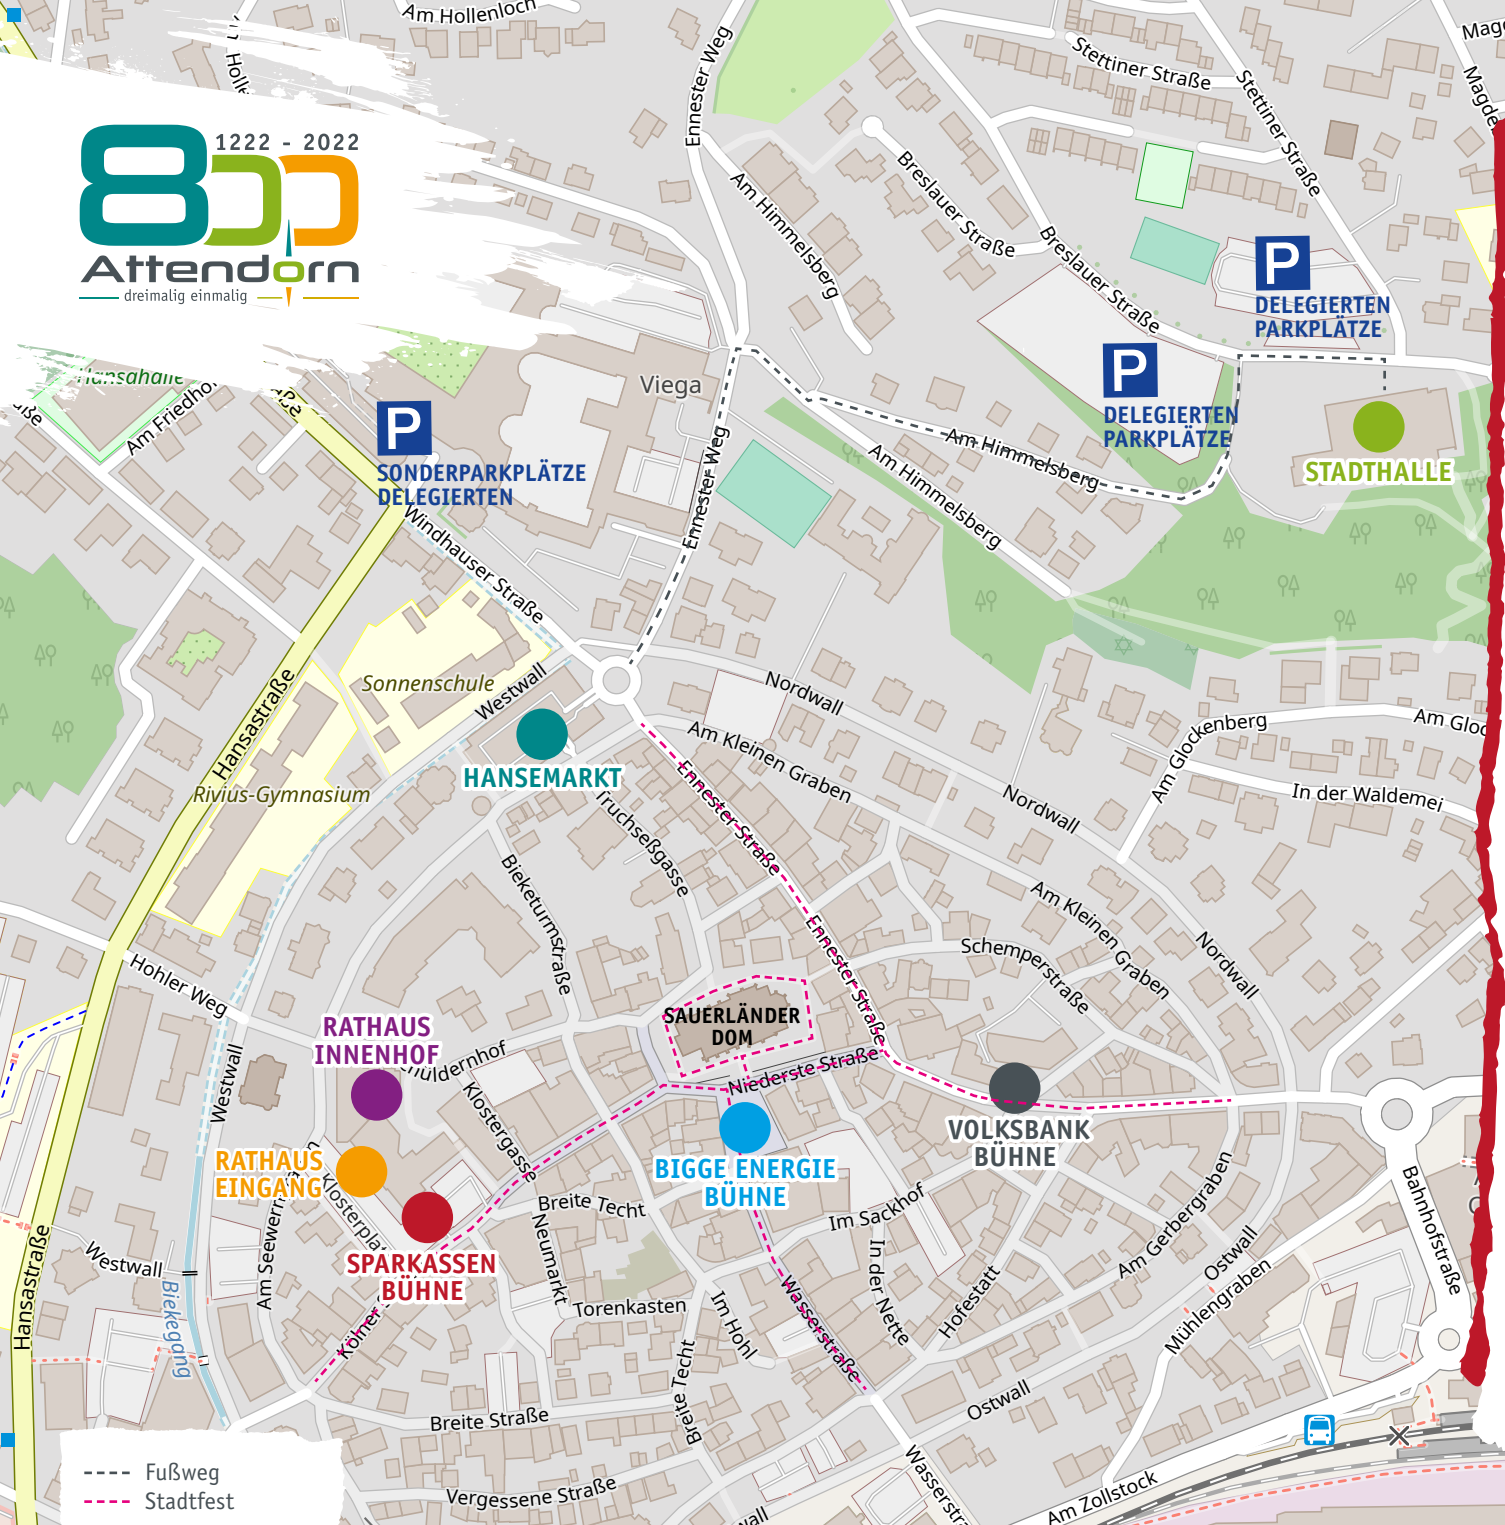 Am Hollenloch
Ennester Weg
Stettiner Straße
Stettiner Straße
1222 - 2022
800
Attendorn
dreimalig einmalig
Am Himmelsberg
Breslauer Straße
Breslauer Straße
P
DELEGIERTEN
PARKPLÄTZE
P
DELEGIERTEN
PARKPLÄTZE
Hansahalle
Viega
P
SONDERPARKPLÄTZE
DELEGIERTEN
Ennester Weg
Am Himmelsberg
Am Himmelsberg
STADTHALLE
Windhauser Straße
Hansastraße
Sonnenschule
Westwall
Rivius-Gymnasium
HANSEMARKT
Nordwall
Am Kleinen Graben
Ennester Straße
Truchseßgasse
Nordwall
Am Glockenberg
In der Waldemei
Bieketurmstraße
Ennester Straße
Schemperstraße
Am Kleinen Graben
Nordwall
Hohler Weg
SAUERLÄNDER
DOM
Niederste Straße
RATHAUS
INNENHOF
Westwall
Klostergasse
VOLKSBANK
BÜHNE
RATHAUS
EINGANG
BIGGE ENERGIE
BÜHNE
Breite Techt
Neumarkt
Im Sackhof
In der Nette
Hofestatt
Am Gerbergraben
Ostwall
Mühlengraben
Bahnhofstraße
SPARKASSEN
BÜHNE
Hansastraße
Westwall
Biekegang
Torenkasten
Im Hohl
Wasserstraße
Breite Techt
Breite Straße
Ostwall
Vergessene Straße
Am Zollstock
Fußweg
Stadtfest